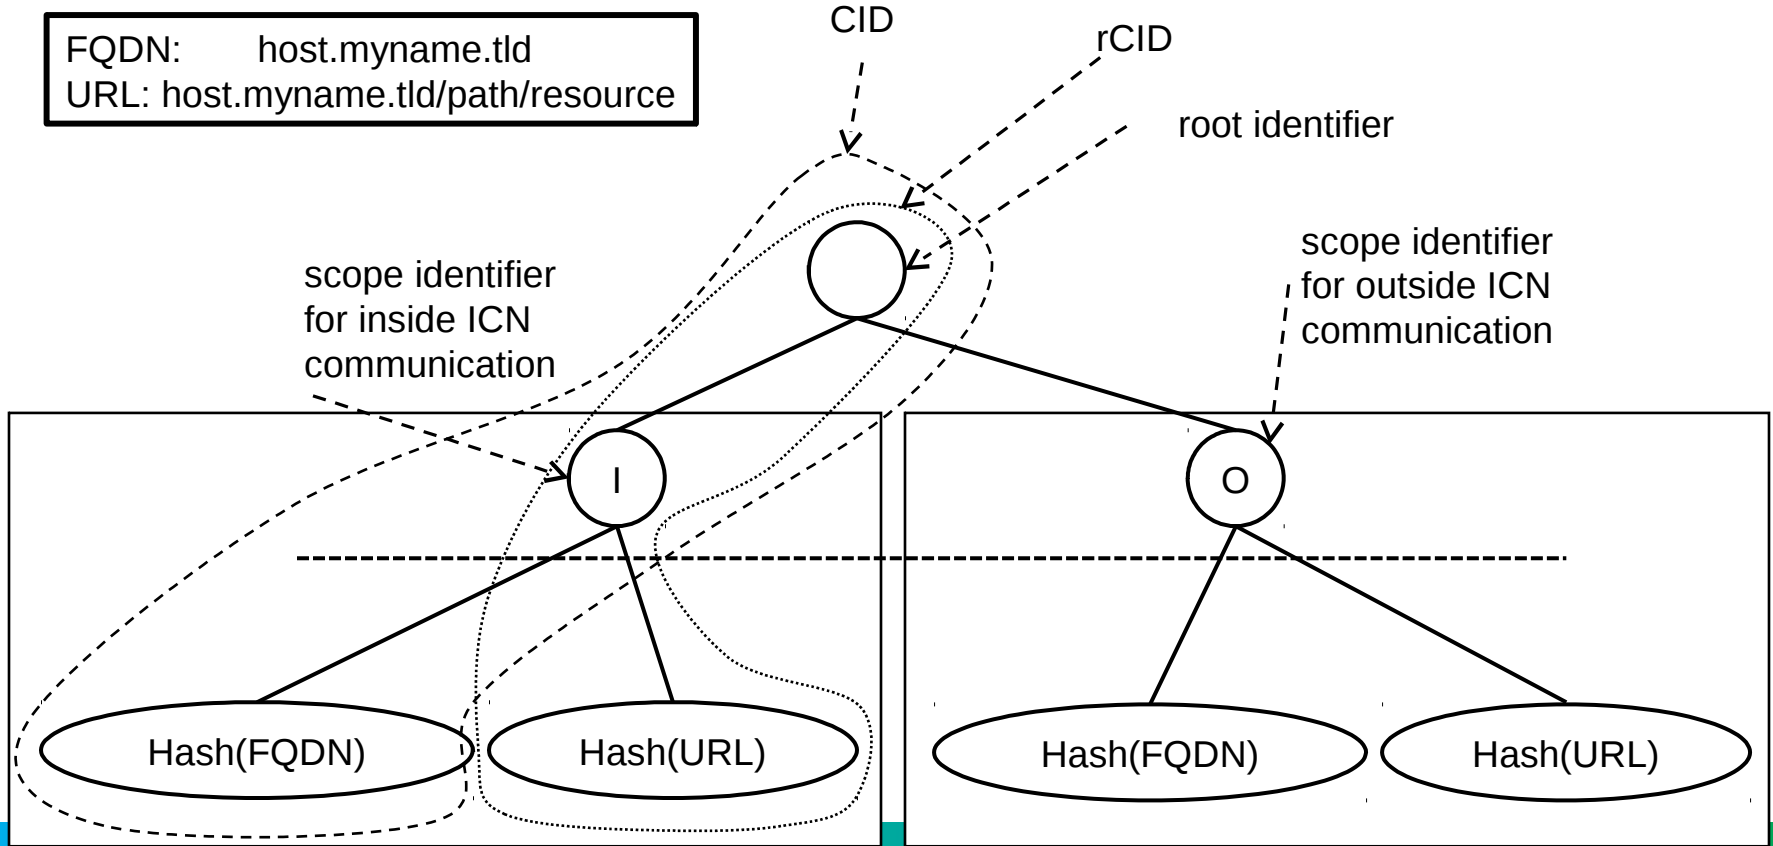 CID
rCID
FQDN: host.myname.tld
URL: host.myname.tld/path/resource
root identifier
scope identifier
for inside ICN
communication
scope identifier
for outside ICN
communication
I
O
Hash(FQDN)
Hash(URL)
Hash(FQDN)
Hash(URL)